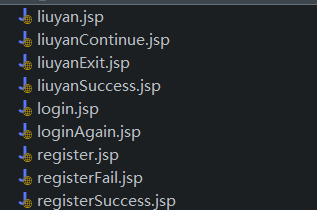 liuyan.jsp
liuyanContinue.jsp
liuyanExit.jsp
liuyanSuccess.jsp
login.jsp
loginAgain.jsp
register.jsp
registerFail.jsp
registerSuccess.jsp